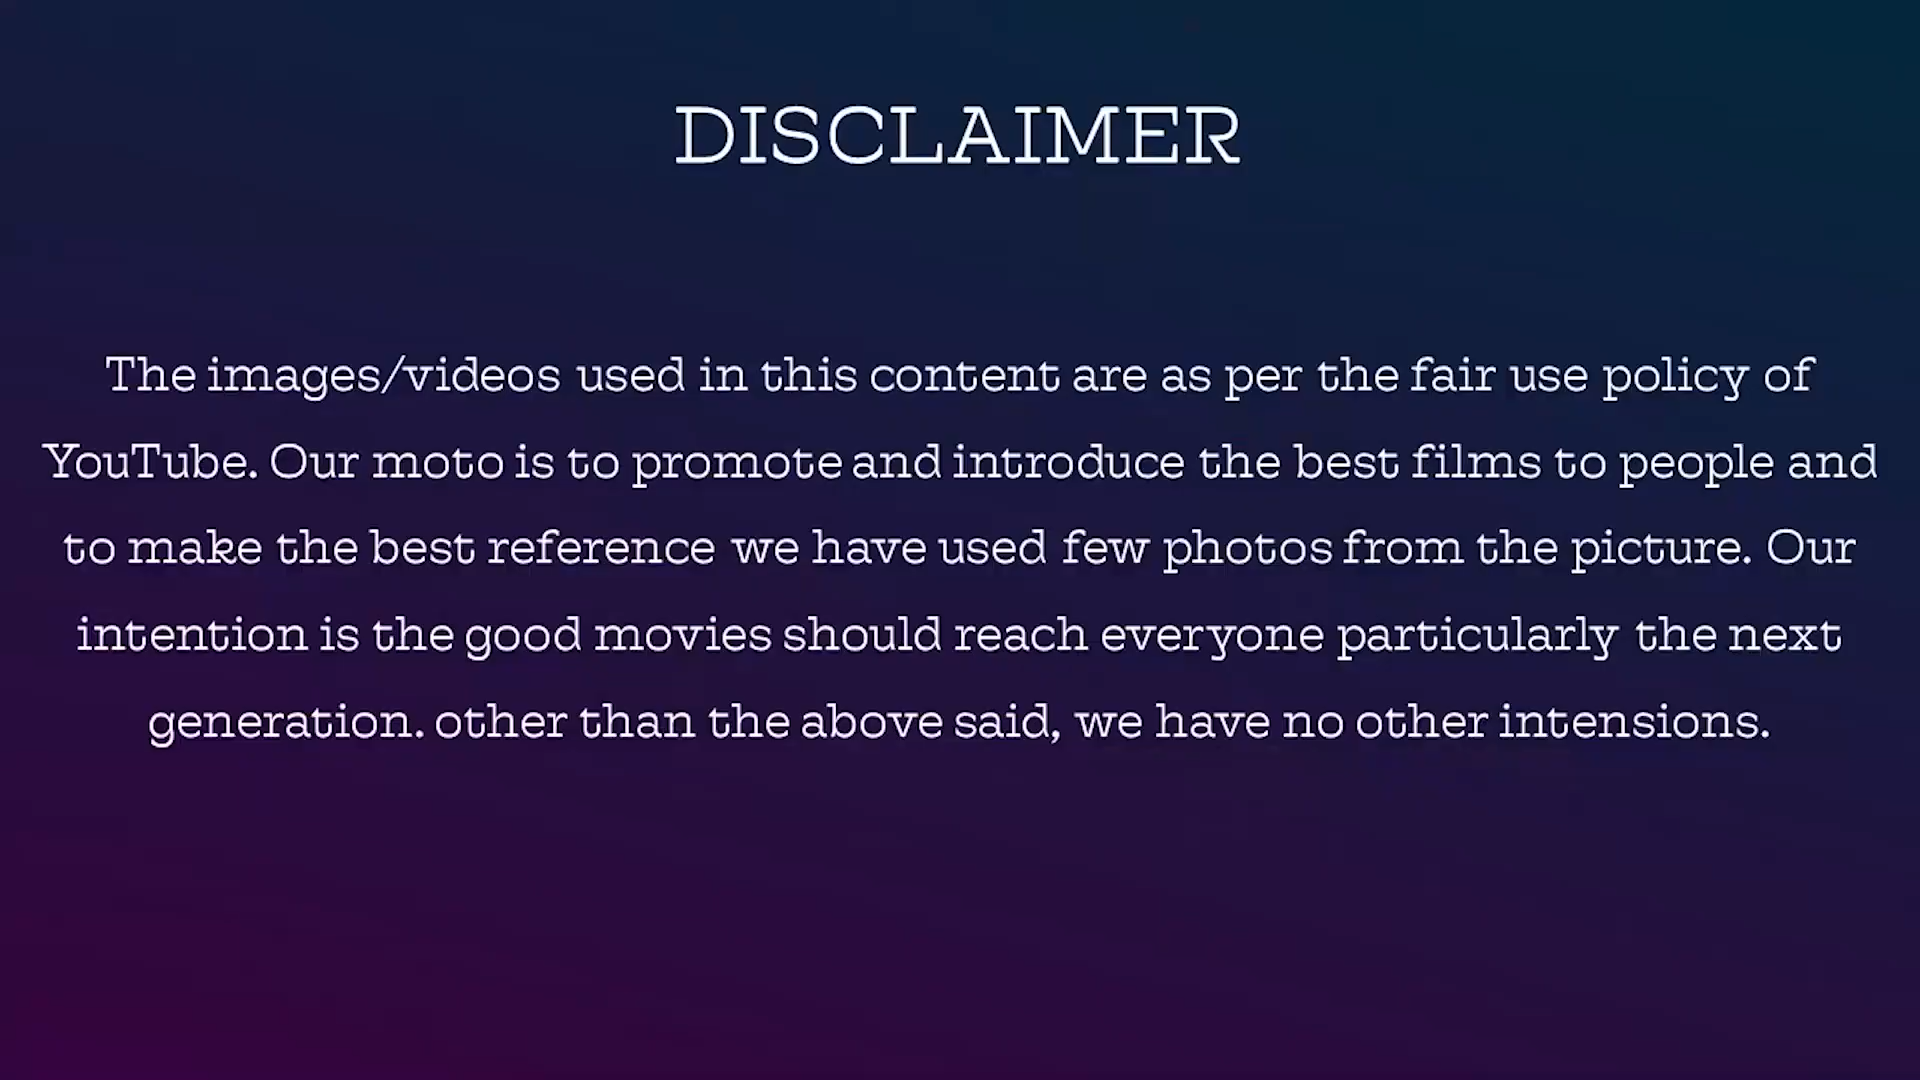 DISCLAIMER
The images/videos used in this content are as per the fair use policy of
YouTube. Our moto is to promote and introduce the best films to people and
to make the best reference we have used few photos from the picture. Our
intention is the good movies should reach everyone particularly the next
generation. other than the above said, we have no other intensions.